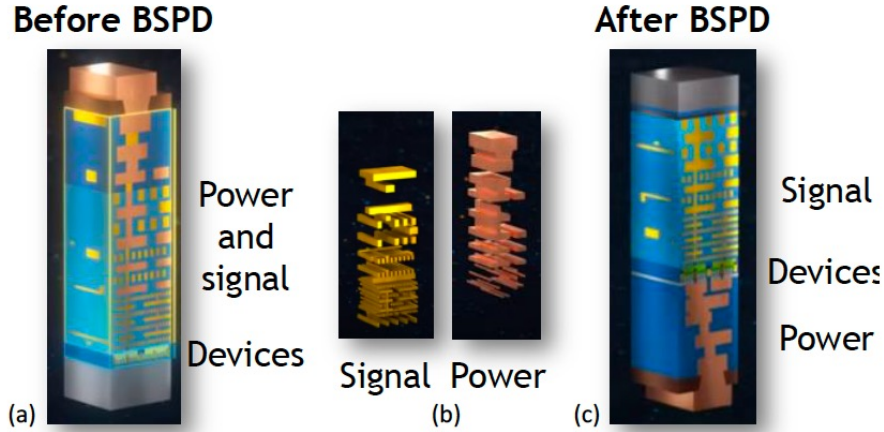 Before BSPD
After BSPD
Power
and
signal
Devices
Signal
Power
Signal
Devices
Power
(a)
(b)
(c)